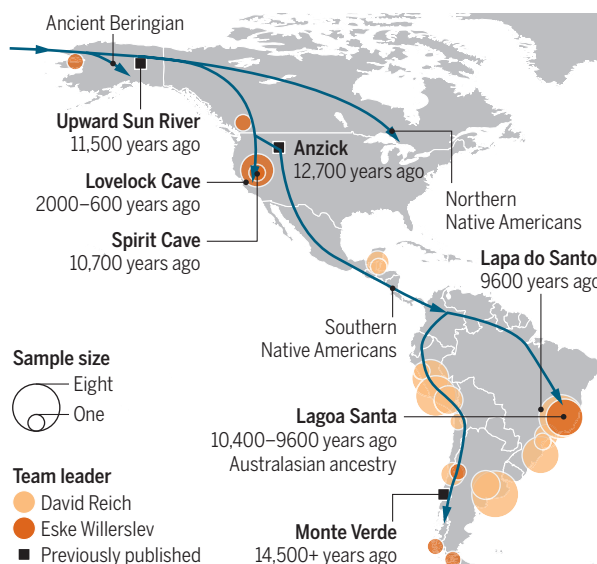 Ancient Beringian
Upward Sun River
11,500 years ago
Anzick
12,700 years ago
Lovelock Cave
2000–600 years ago
Northern
Native Americans
Spirit Cave
10,700 years ago
Lapa do Santo
9600 years ago
Southern
Native Americans
Sample size
Eight
One
Lagoa Santa
10,400–9600 years ago
Australasian ancestry
Team leader
David Reich
Eske Willerslev
Previously published
Monte Verde
14,500+ years ago